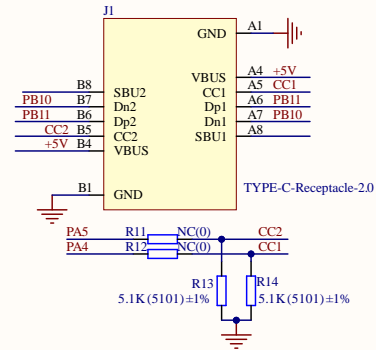 J1
GND A1
VBUS A4 +5V
B8 SBU2 CC1 A5 CC1
PB10 B7 Dn2 Dp1 A6 PB11
PB11 B6 Dp2 Dn1 A7 PB10
CC2 B5 CC2 SBU1 A8
+5V B4 VBUS
B1 GND
TYPE-C-Receptacle-2.0
PA5 R11 NC(0) CC2
PA4 R12 NC(0) CC1
R13 R14
5.1K(5101)±1% 5.1K(5101)±1%